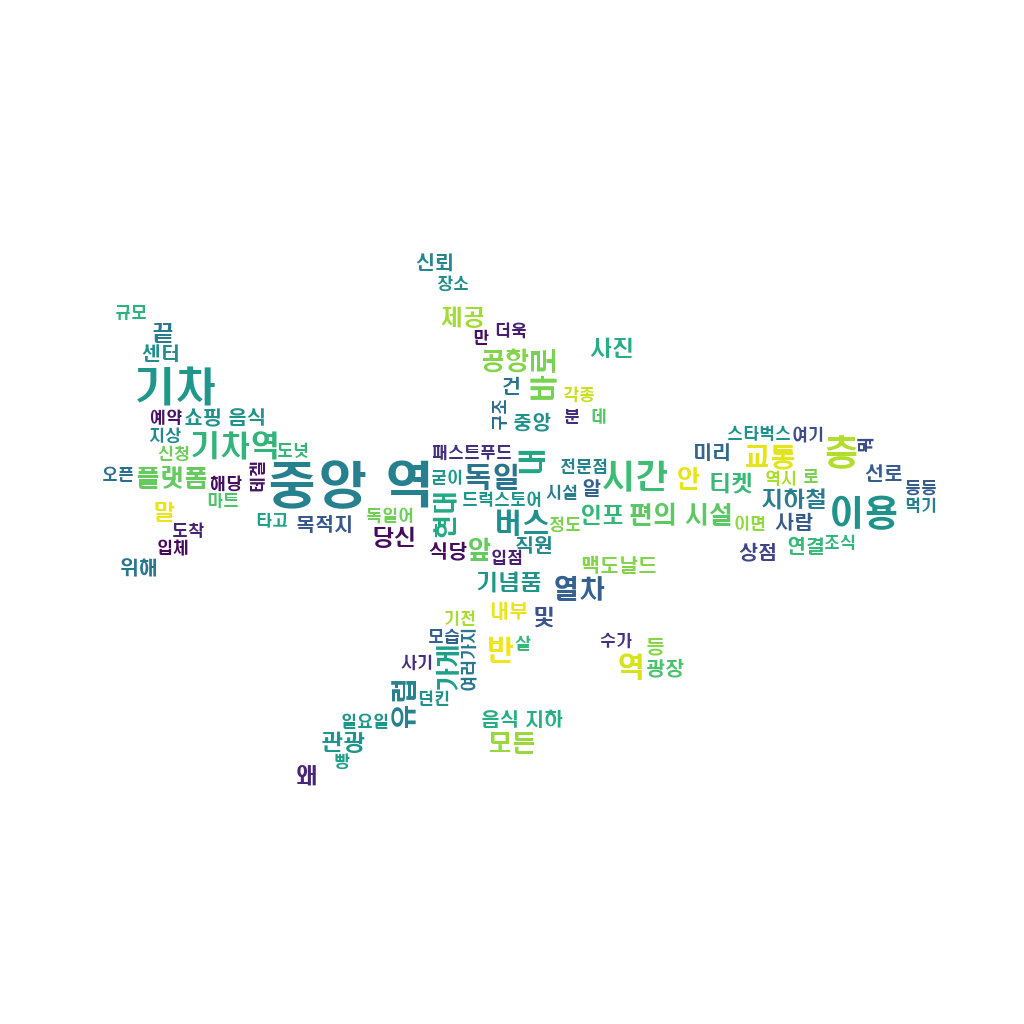 신뢰
장소
규모
제공
끝
만
더욱
센터
공항
사진
기차
건
각종
예약
쇼핑 음식
구조
중앙
분
데
지상
기차역
도넛
스타벅스
여기
신청
패스트푸드
미리
교통
층
오픈
플랫폼
해당
중앙 역
굳이
독일
내
전문점
시간
안
티켓
역시
로
선로
등등
마트
드럭스토어
시설
알
지하철
이용
먹기
말
타고
목적지
독일어
현대
버스
정도
인포
편의 시설
이면
사람
도착
당신
입체
식당
앞
입점
직원
상점
연결
조식
위해
기념품
열차
맥도날드
기전
내부
및
모습
여러가지
반
살
수가
등
사기
가게
역
광장
유럽
던킨
일요일
음식 지하
관광
모든
빵
왜